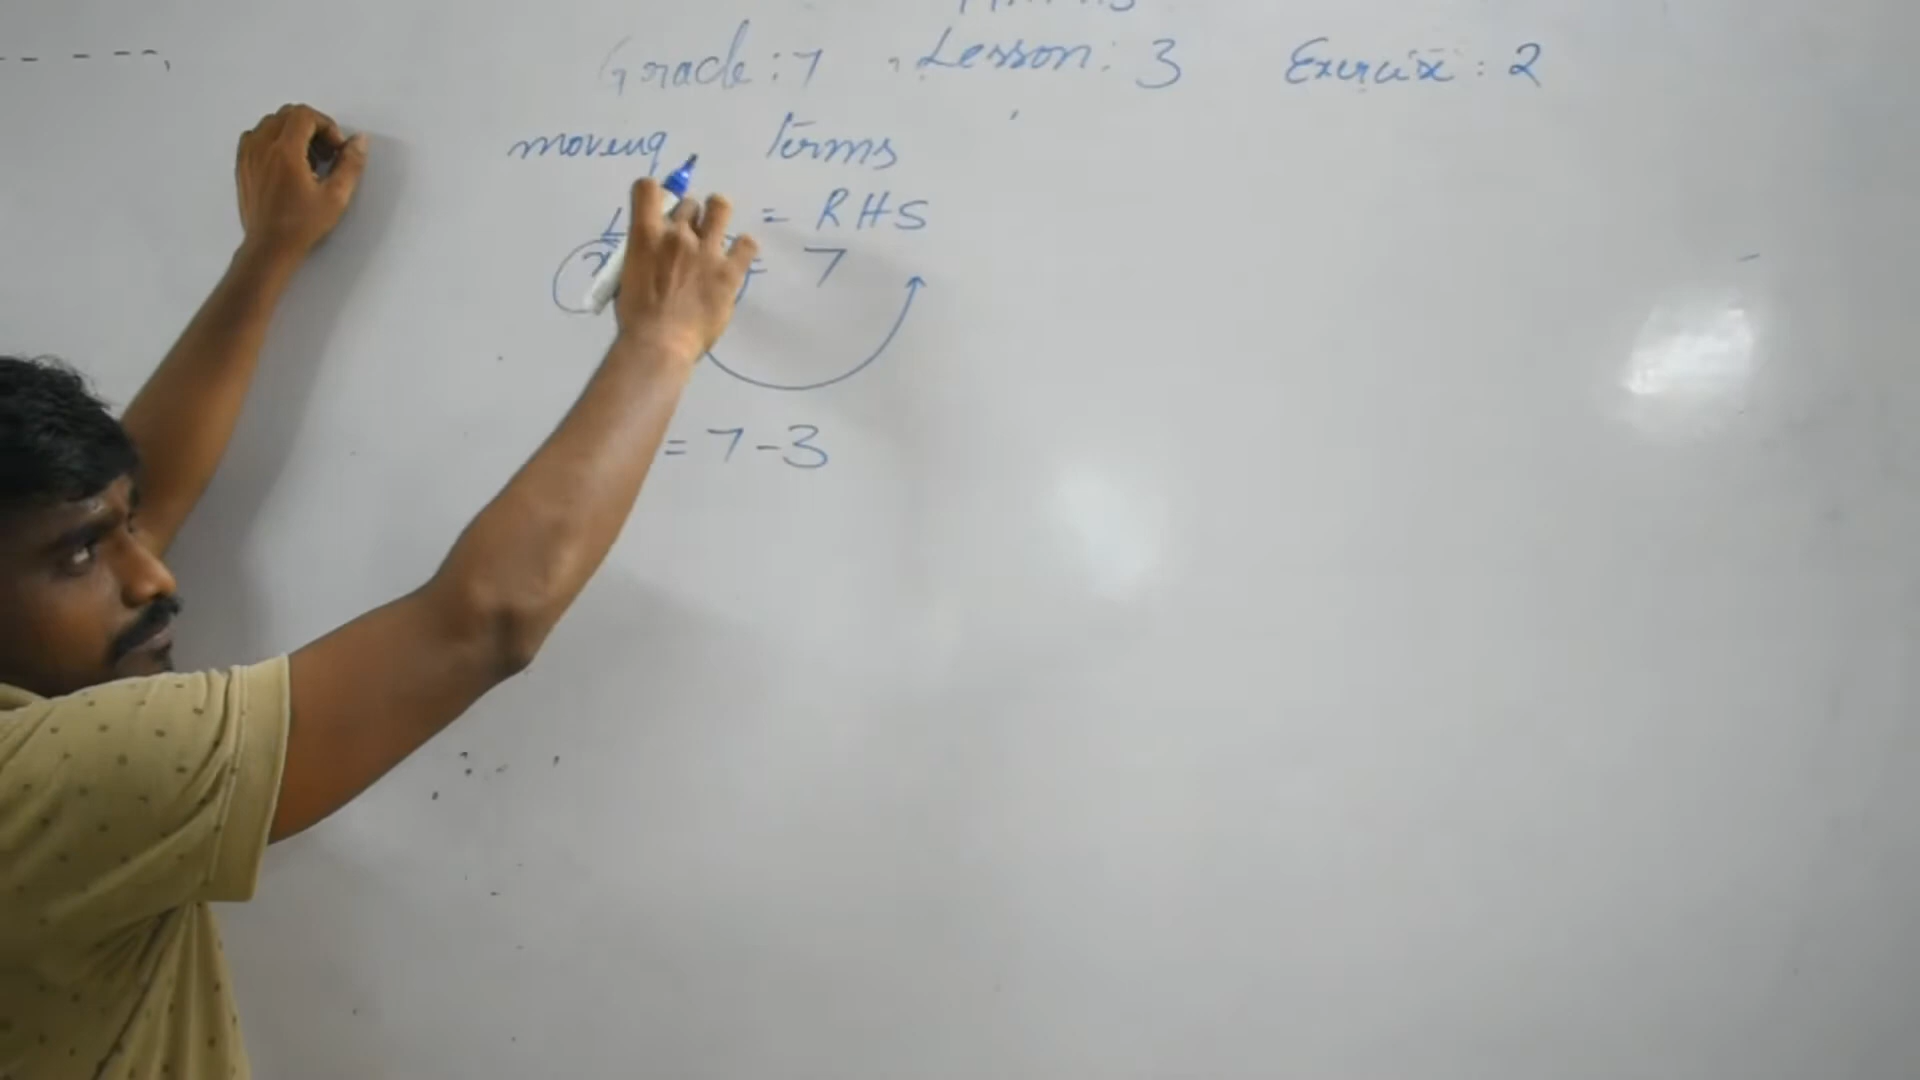 Grade : 7 Lesson : 3 Exercise : 2
moving terms
L = RHS
x = 7
= 7 - 3